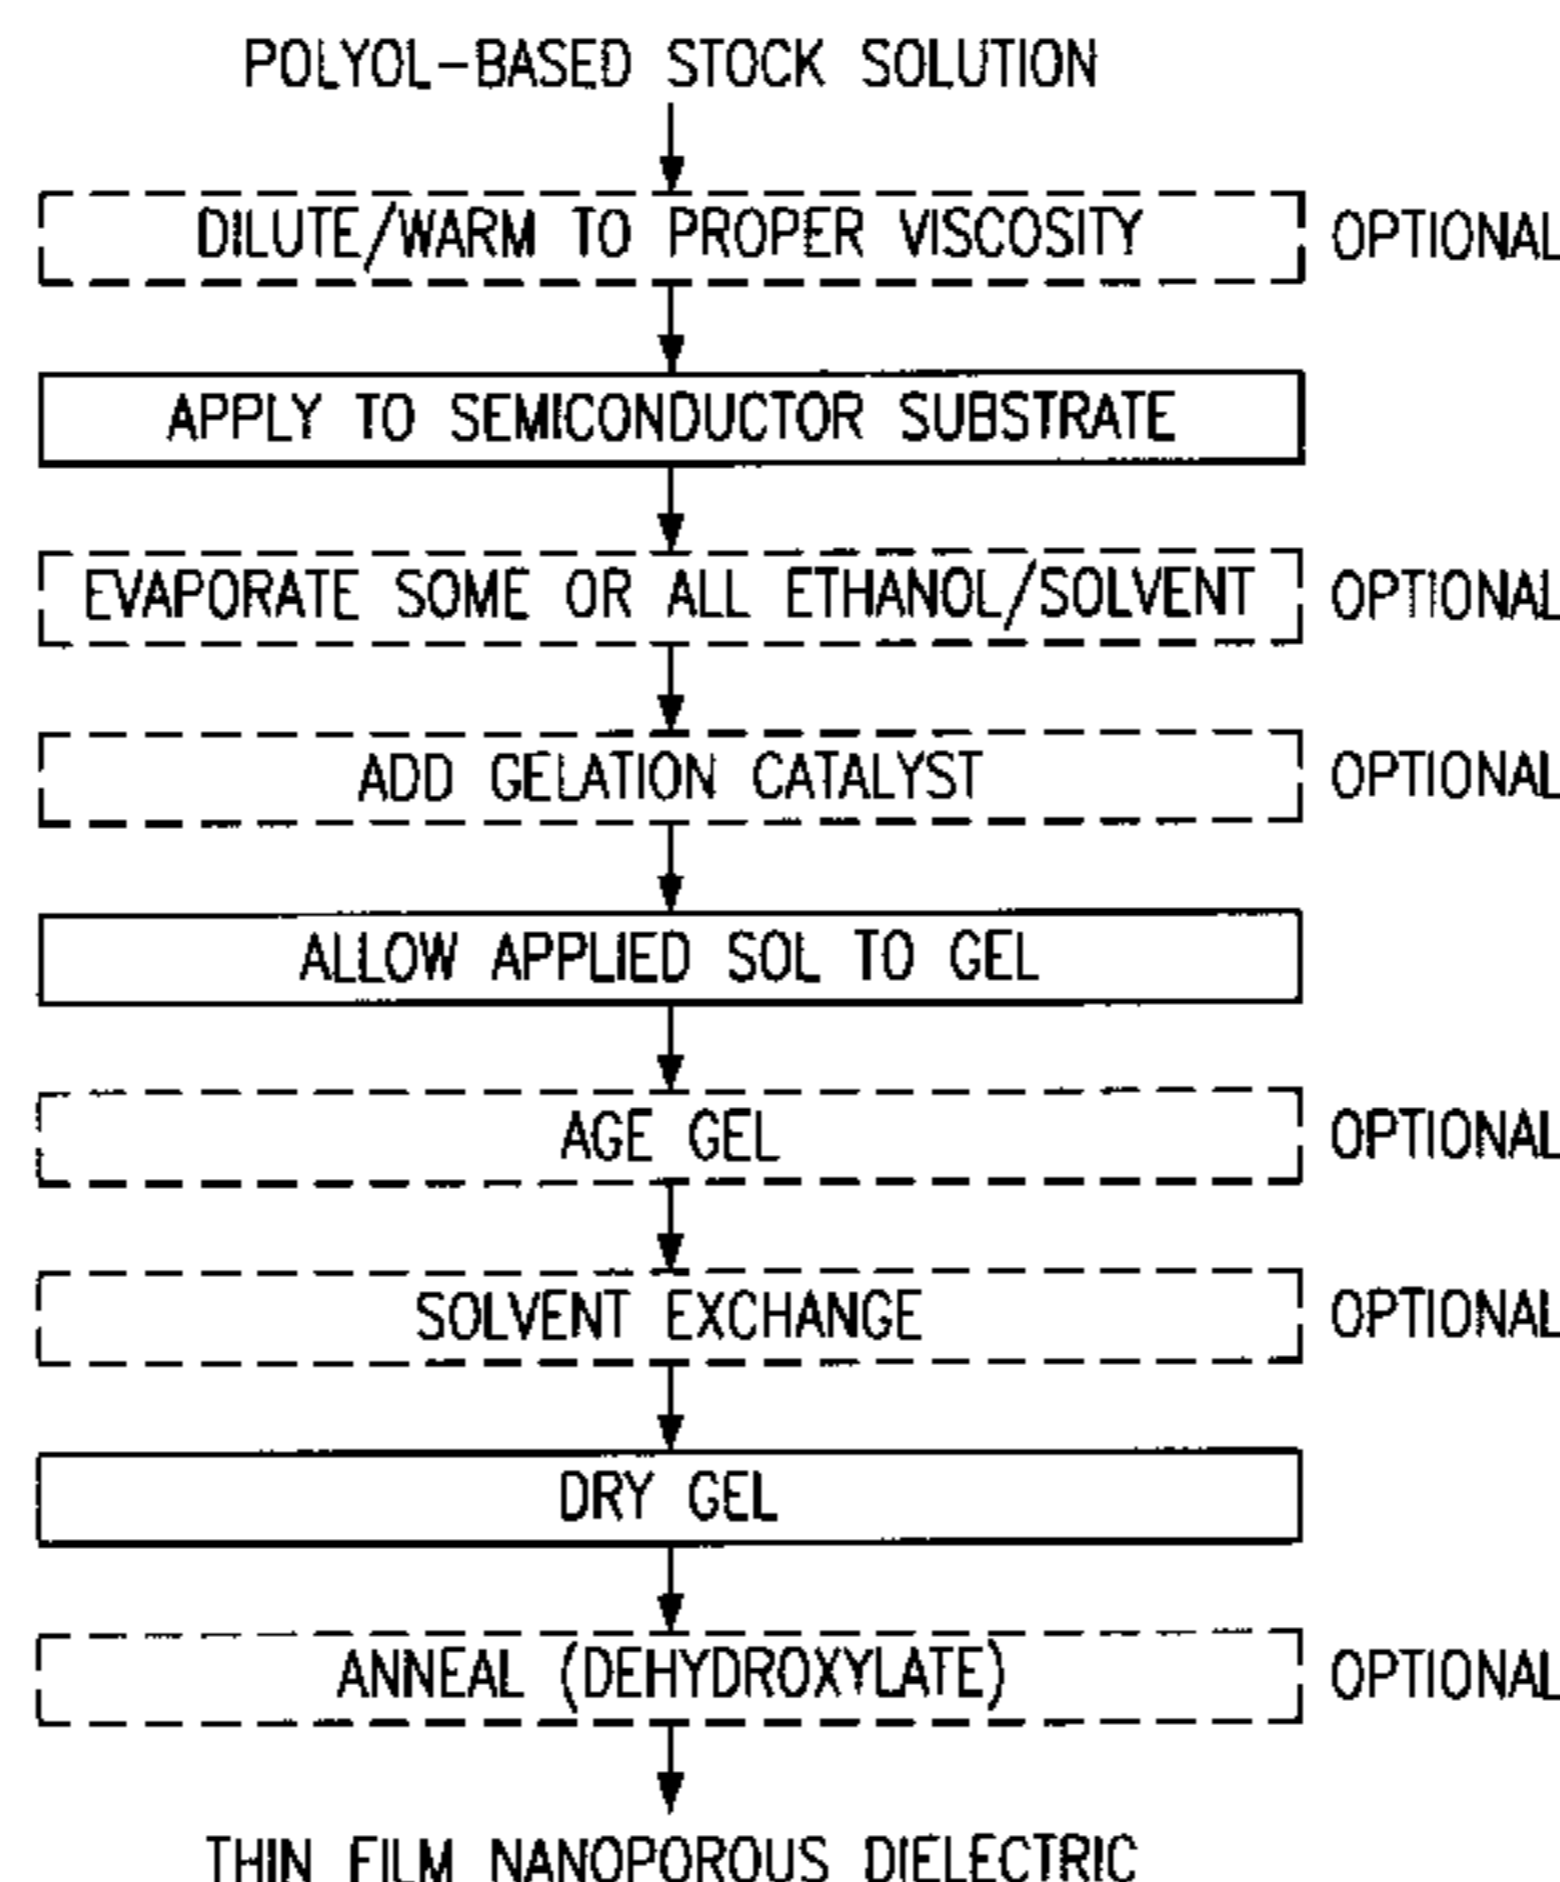 POLYOL-BASED STOCK SOLUTION
DILUTE/WARM TO PROPER VISCOSITY OPTIONAL
APPLY TO SEMICONDUCTOR SUBSTRATE
EVAPORATE SOME OR ALL ETHANOL/SOLVENT OPTIONAL
ADD GELATION CATALYST OPTIONAL
ALLOW APPLIED SOL TO GEL
AGE GEL OPTIONAL
SOLVENT EXCHANGE OPTIONAL
DRY GEL
ANNEAL (DEHYDROXYLATE) OPTIONAL
THIN FILM NANOPOROUS DIELECTRIC